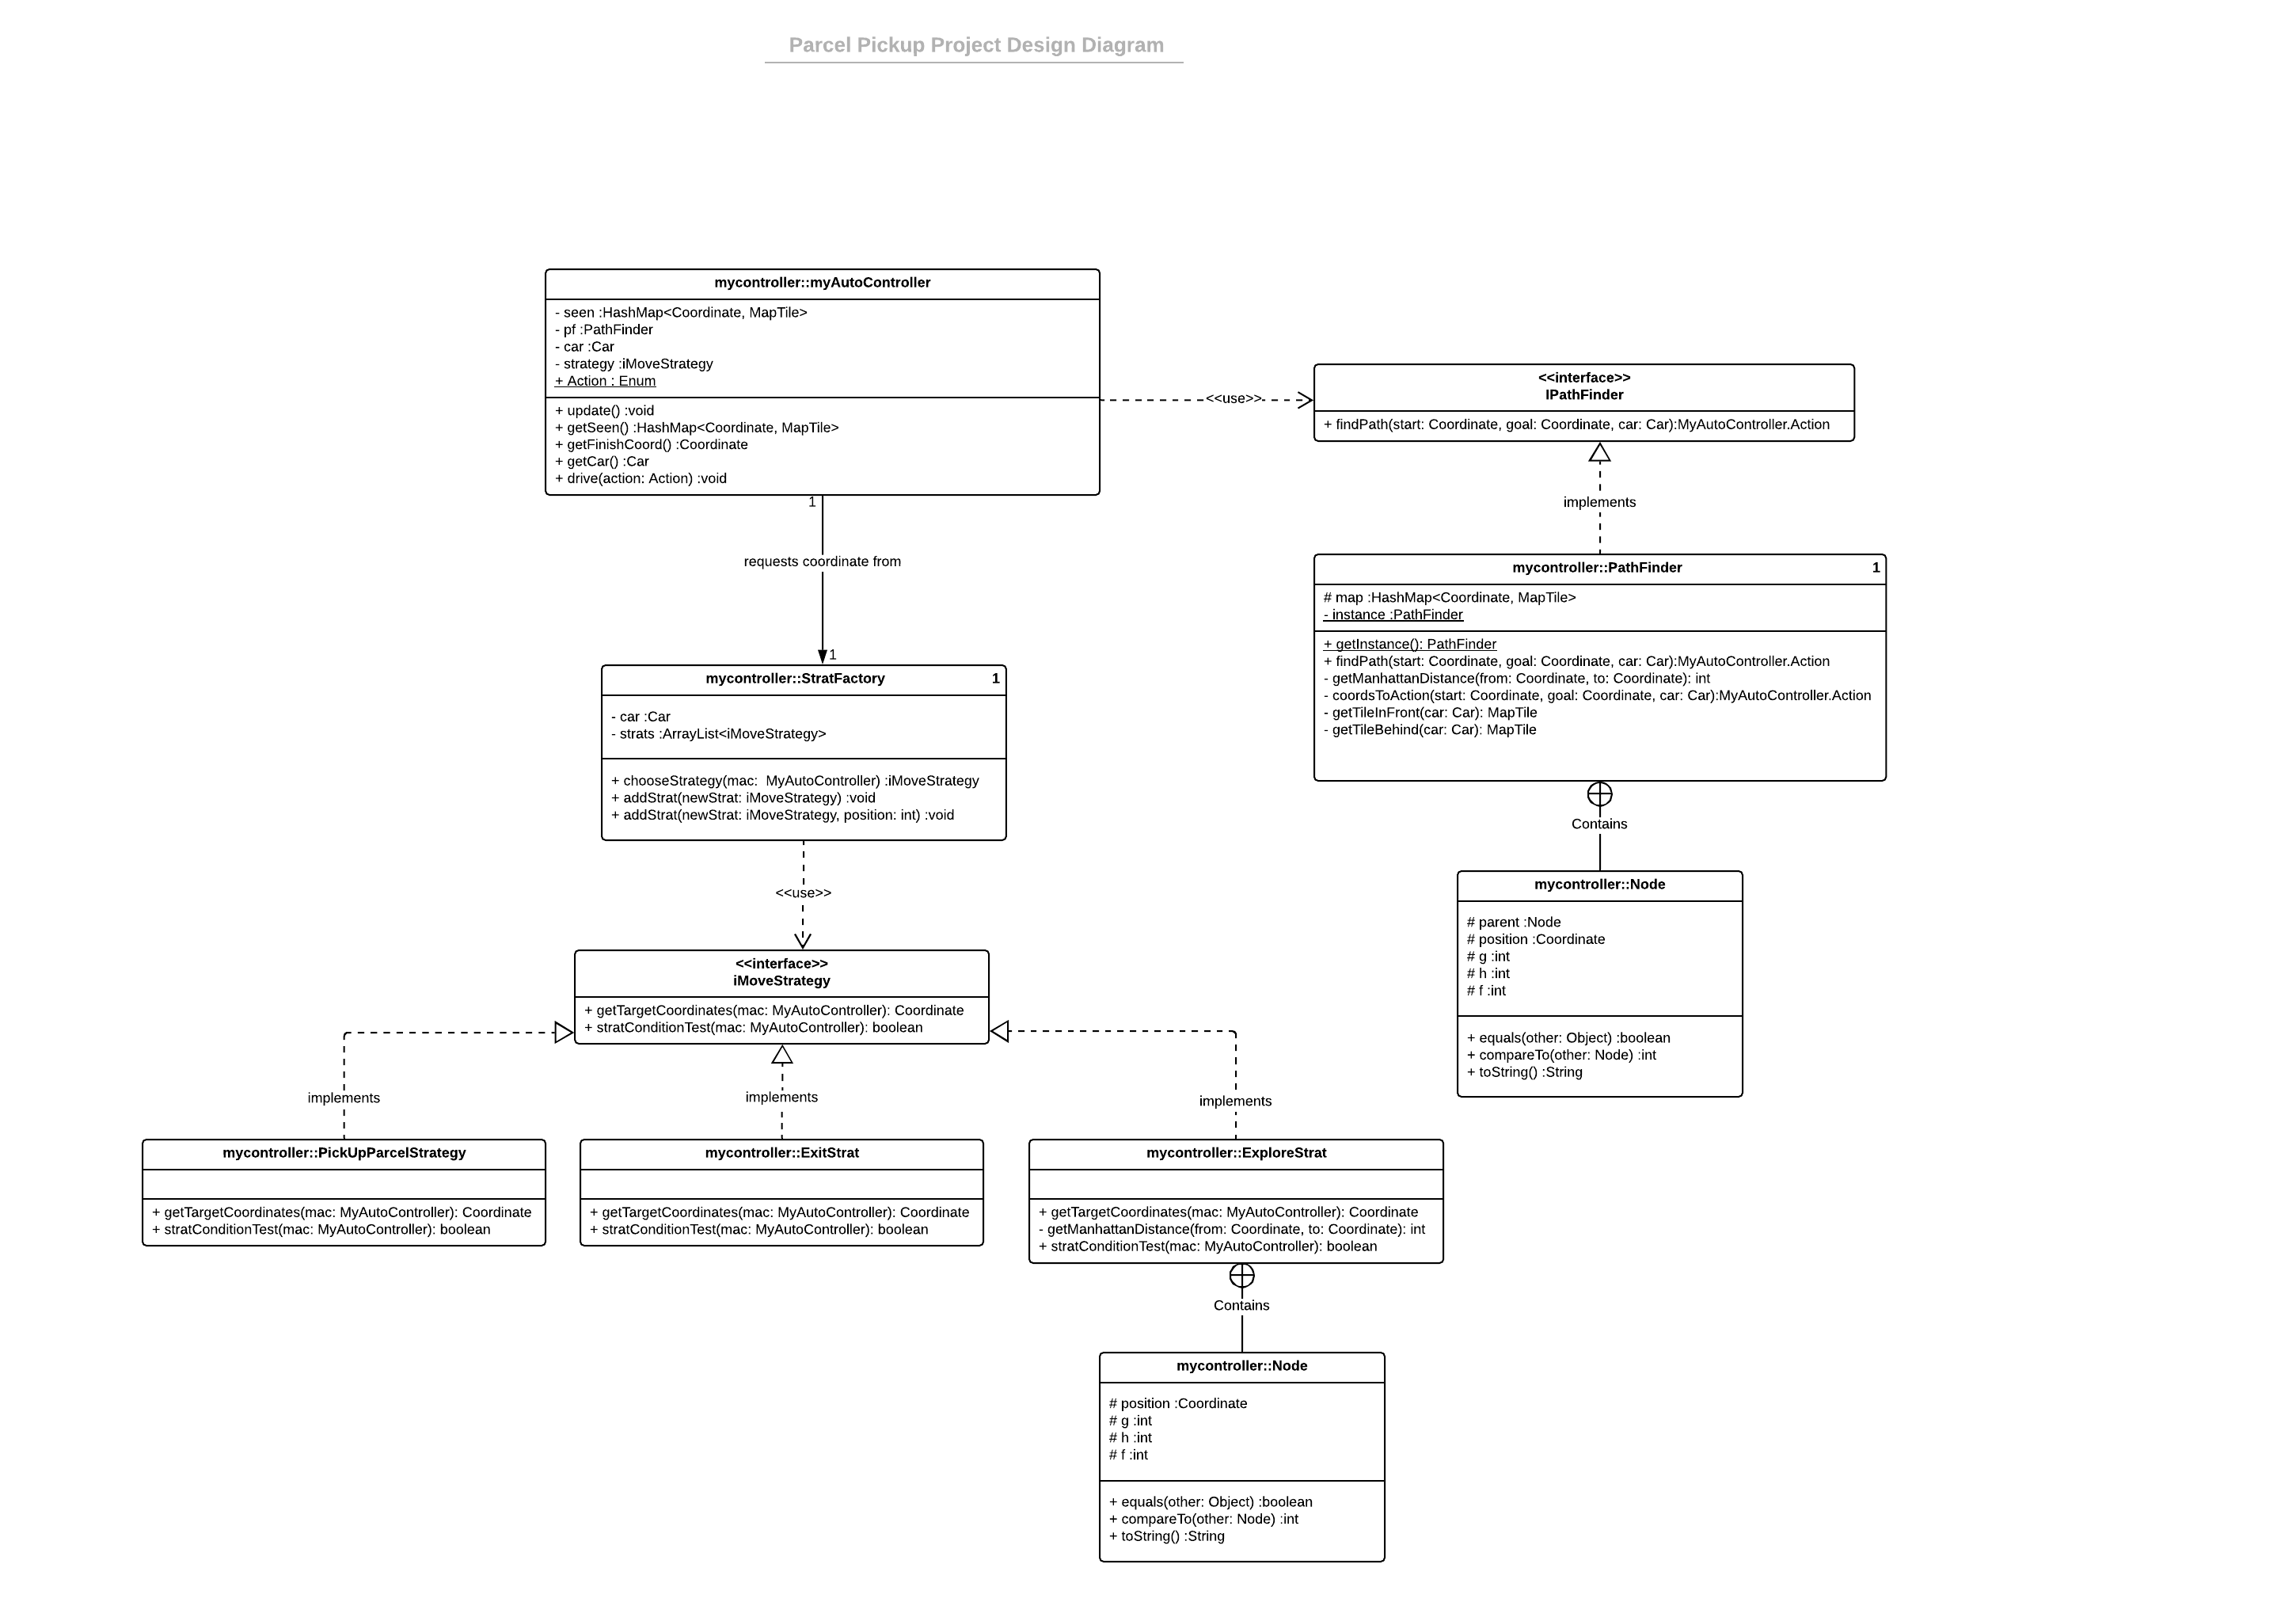 Parcel Pickup Project Design Diagram
mycontroller::myAutoController
- seen :HashMap<Coordinate, MapTile>
- pf :PathFinder
- car :Car
- strategy :iMoveStrategy
+ Action : Enum
+ update() :void
+ getSeen() :HashMap<Coordinate, MapTile>
+ getFinishCoord() :Coordinate
+ getCar() :Car
+ drive(action: Action) :void
<<use>>
<<interface>>
IPathFinder
+ findPath(start: Coordinate, goal: Coordinate, car: Car):MyAutoController.Action
implements
1
requests coordinate from
1
mycontroller::PathFinder 1
# map :HashMap<Coordinate, MapTile>
- instance :PathFinder
+ getInstance(): PathFinder
+ findPath(start: Coordinate, goal: Coordinate, car: Car):MyAutoController.Action
- getManhattanDistance(from: Coordinate, to: Coordinate): int
- coordsToAction(start: Coordinate, goal: Coordinate, car: Car):MyAutoController.Action
- getTileInFront(car: Car): MapTile
- getTileBehind(car: Car): MapTile
mycontroller::StratFactory 1
- car :Car
- strats :ArrayList<iMoveStrategy>
+ chooseStrategy(mac:  MyAutoController) :iMoveStrategy
+ addStrat(newStrat: iMoveStrategy) :void
+ addStrat(newStrat: iMoveStrategy, position: int) :void
Contains
mycontroller::Node
# parent :Node
# position :Coordinate
# g :int
# h :int
# f :int
+ equals(other: Object) :boolean
+ compareTo(other: Node) :int
+ toString() :String
<<use>>
<<interface>>
iMoveStrategy
+ getTargetCoordinates(mac: MyAutoController): Coordinate
+ stratConditionTest(mac: MyAutoController): boolean
implements
implements
implements
mycontroller::PickUpParcelStrategy
+ getTargetCoordinates(mac: MyAutoController): Coordinate
+ stratConditionTest(mac: MyAutoController): boolean
mycontroller::ExitStrat
+ getTargetCoordinates(mac: MyAutoController): Coordinate
+ stratConditionTest(mac: MyAutoController): boolean
mycontroller::ExploreStrat
+ getTargetCoordinates(mac: MyAutoController): Coordinate
- getManhattanDistance(from: Coordinate, to: Coordinate): int
+ stratConditionTest(mac: MyAutoController): boolean
Contains
mycontroller::Node
# position :Coordinate
# g :int
# h :int
# f :int
+ equals(other: Object) :boolean
+ compareTo(other: Node) :int
+ toString() :String